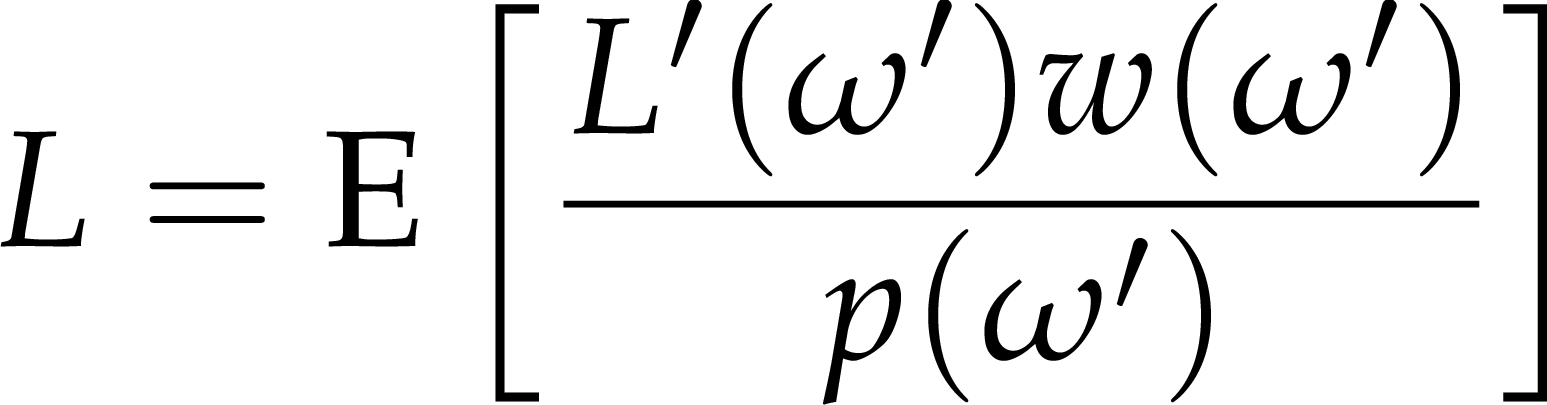 L = E [ L′(ω′)w(ω′) / p(ω′) ]